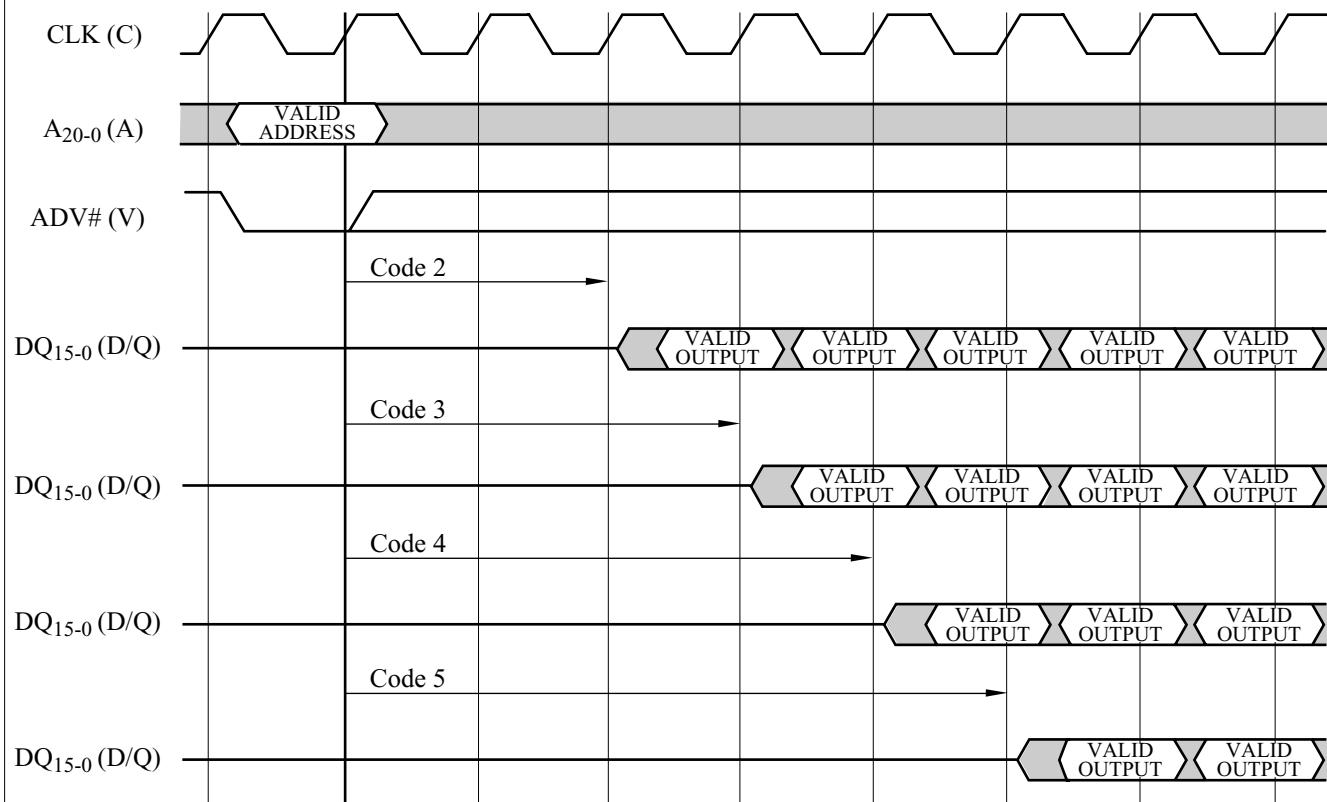 CLK (C)
VALID
ADDRESS
A20-0 (A)
ADV# (V)
Code 2
DQ15-0 (D/Q)
VALID OUTPUT VALID OUTPUT VALID OUTPUT VALID OUTPUT VALID OUTPUT
Code 3
DQ15-0 (D/Q)
VALID OUTPUT VALID OUTPUT VALID OUTPUT VALID OUTPUT
Code 4
DQ15-0 (D/Q)
VALID OUTPUT VALID OUTPUT VALID OUTPUT
Code 5
DQ15-0 (D/Q)
VALID OUTPUT VALID OUTPUT